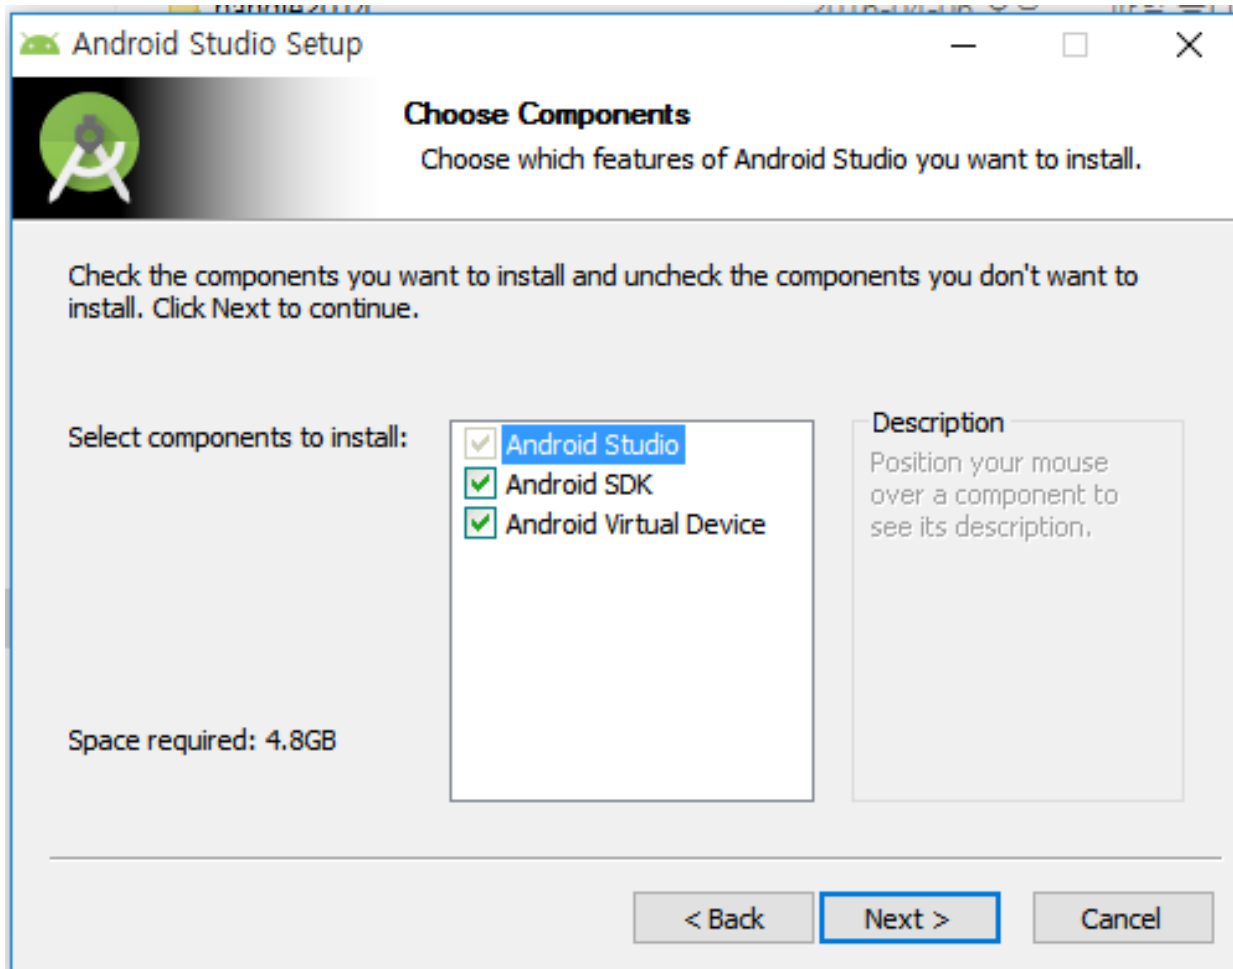 Android Studio Setup
Choose Components
Choose which features of Android Studio you want to install.
Check the components you want to install and uncheck the components you don't want to
install. Click Next to continue.
Select components to install:
Android Studio
Android SDK
Android Virtual Device
Description
Position your mouse
over a component to
see its description.
Space required: 4.8GB
< Back
Next >
Cancel